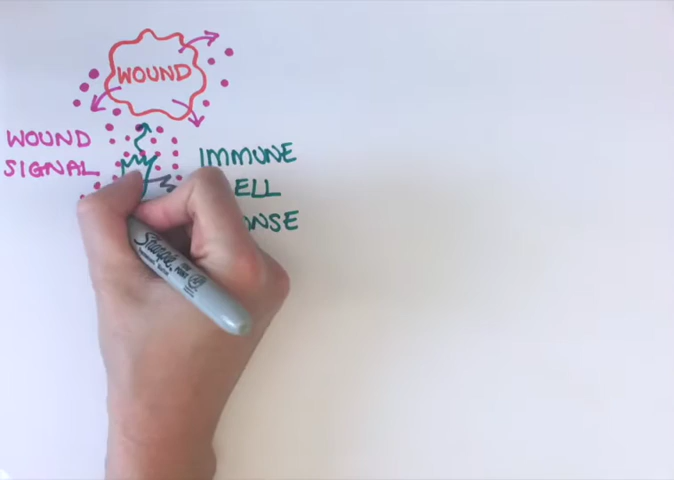 WOUND
WOUND
SIGNAL
IMMUNE
ELL
ONSE
Sharpie